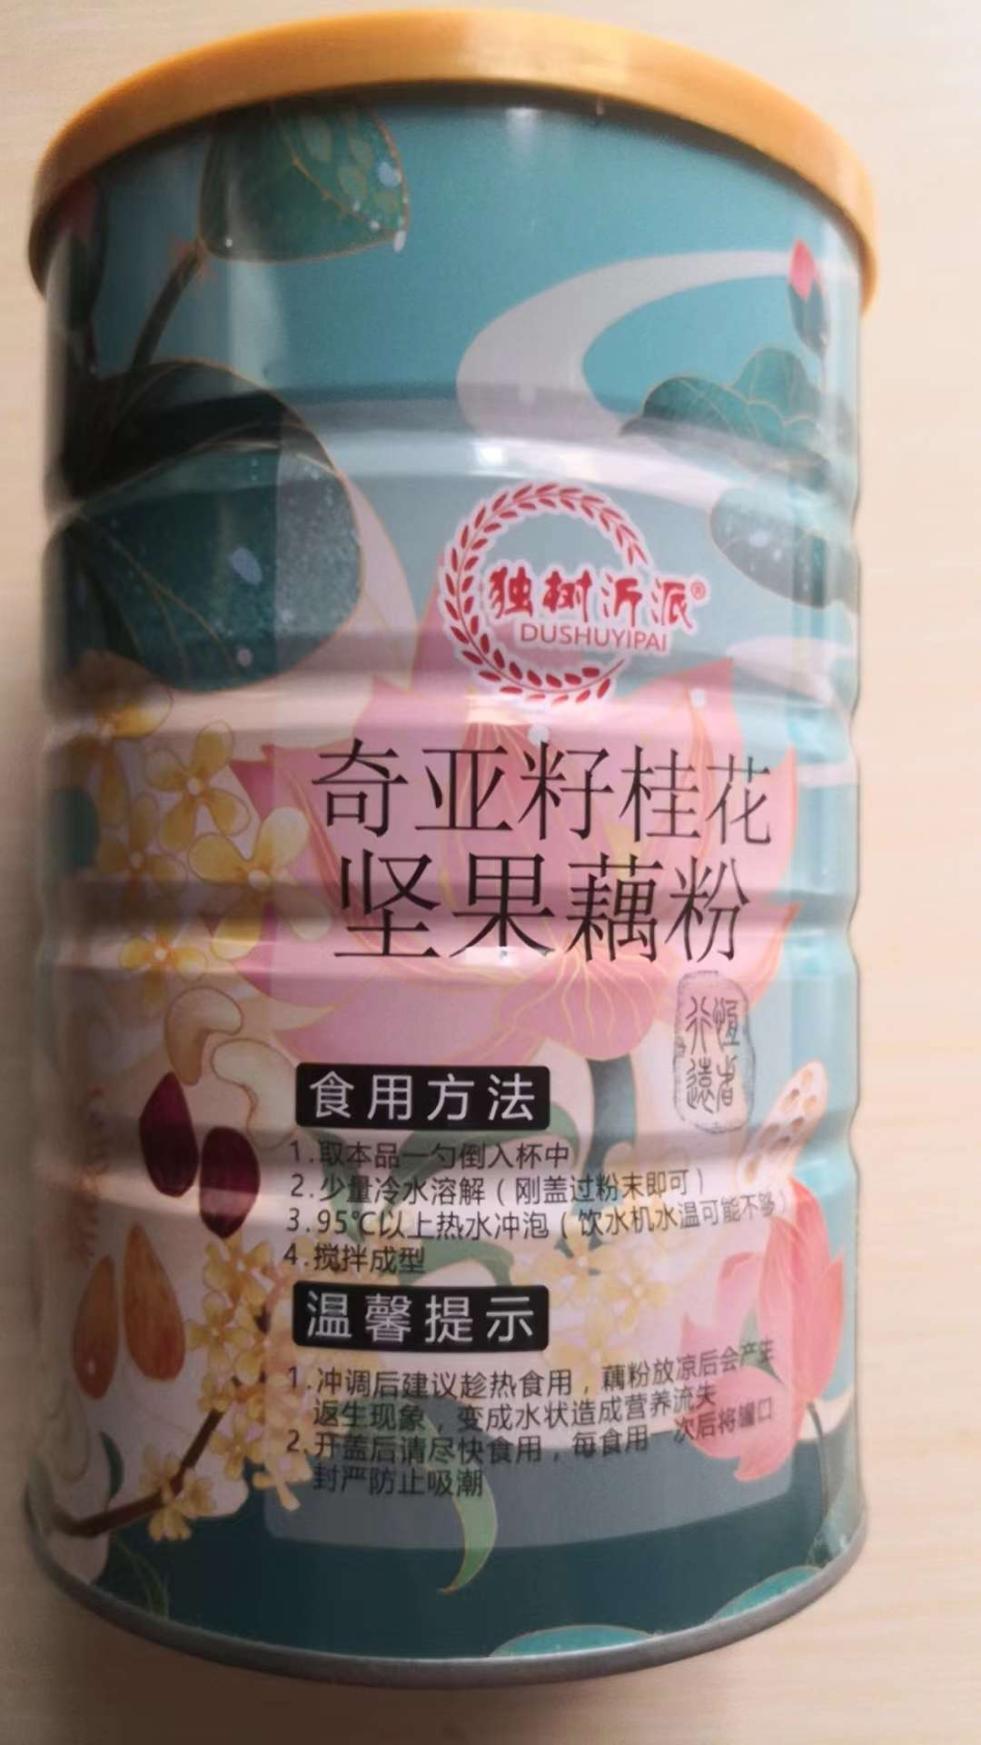 独树沂派®
DUSHUYIPAI
奇亚籽桂花
坚果藕粉
恒者
行远
食用方法
1.取本品一勺倒入杯中
2.少量冷水溶解（刚盖过粉末即可）
3.95℃以上热水冲泡（饮水机水温可能不够）
4.搅拌成型
温馨提示
1.冲调后建议趁热食用，藕粉放凉后会产生
返生现象，变成水状造成营养流失
2.开盖后请尽快食用，每食用一次后将罐口
封严防止吸潮